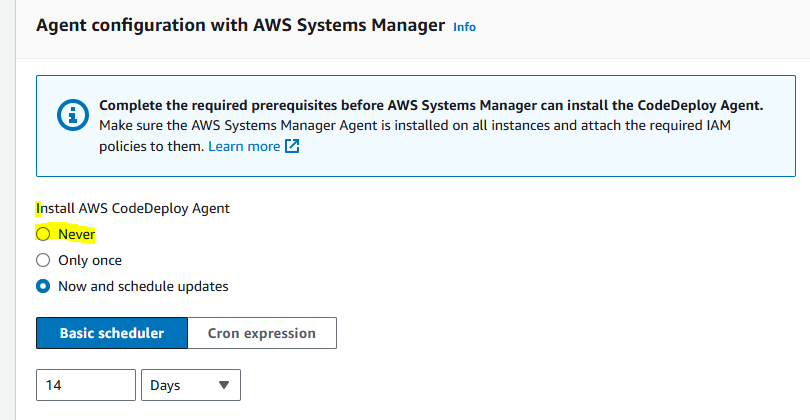 Agent configuration with AWS Systems Manager Info
Complete the required prerequisites before AWS Systems Manager can install the CodeDeploy Agent.
Make sure the AWS Systems Manager Agent is installed on all instances and attach the required IAM
policies to them. Learn more
Install AWS CodeDeploy Agent
Never
Only once
Now and schedule updates
Basic scheduler Cron expression
14 Days